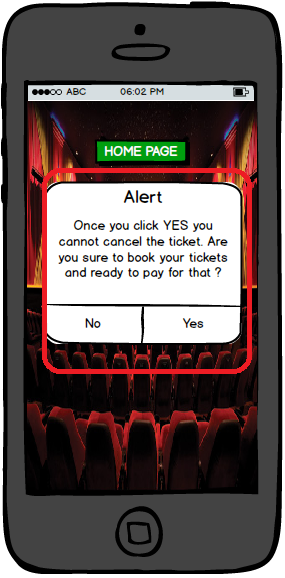 ABC 06:02 PM
HOME PAGE
Alert
Once you click YES you
cannot cancel the ticket. Are
you sure to book your tickets
and ready to pay for that ?
No Yes